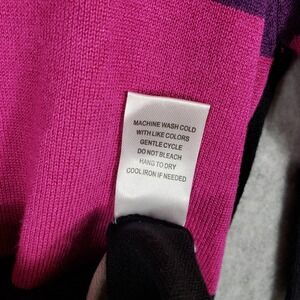 MACHINE WASH COLD
WITH LIKE COLORS
GENTLE CYCLE
DO NOT BLEACH
HANG TO DRY
COOL IRON IF NEEDED